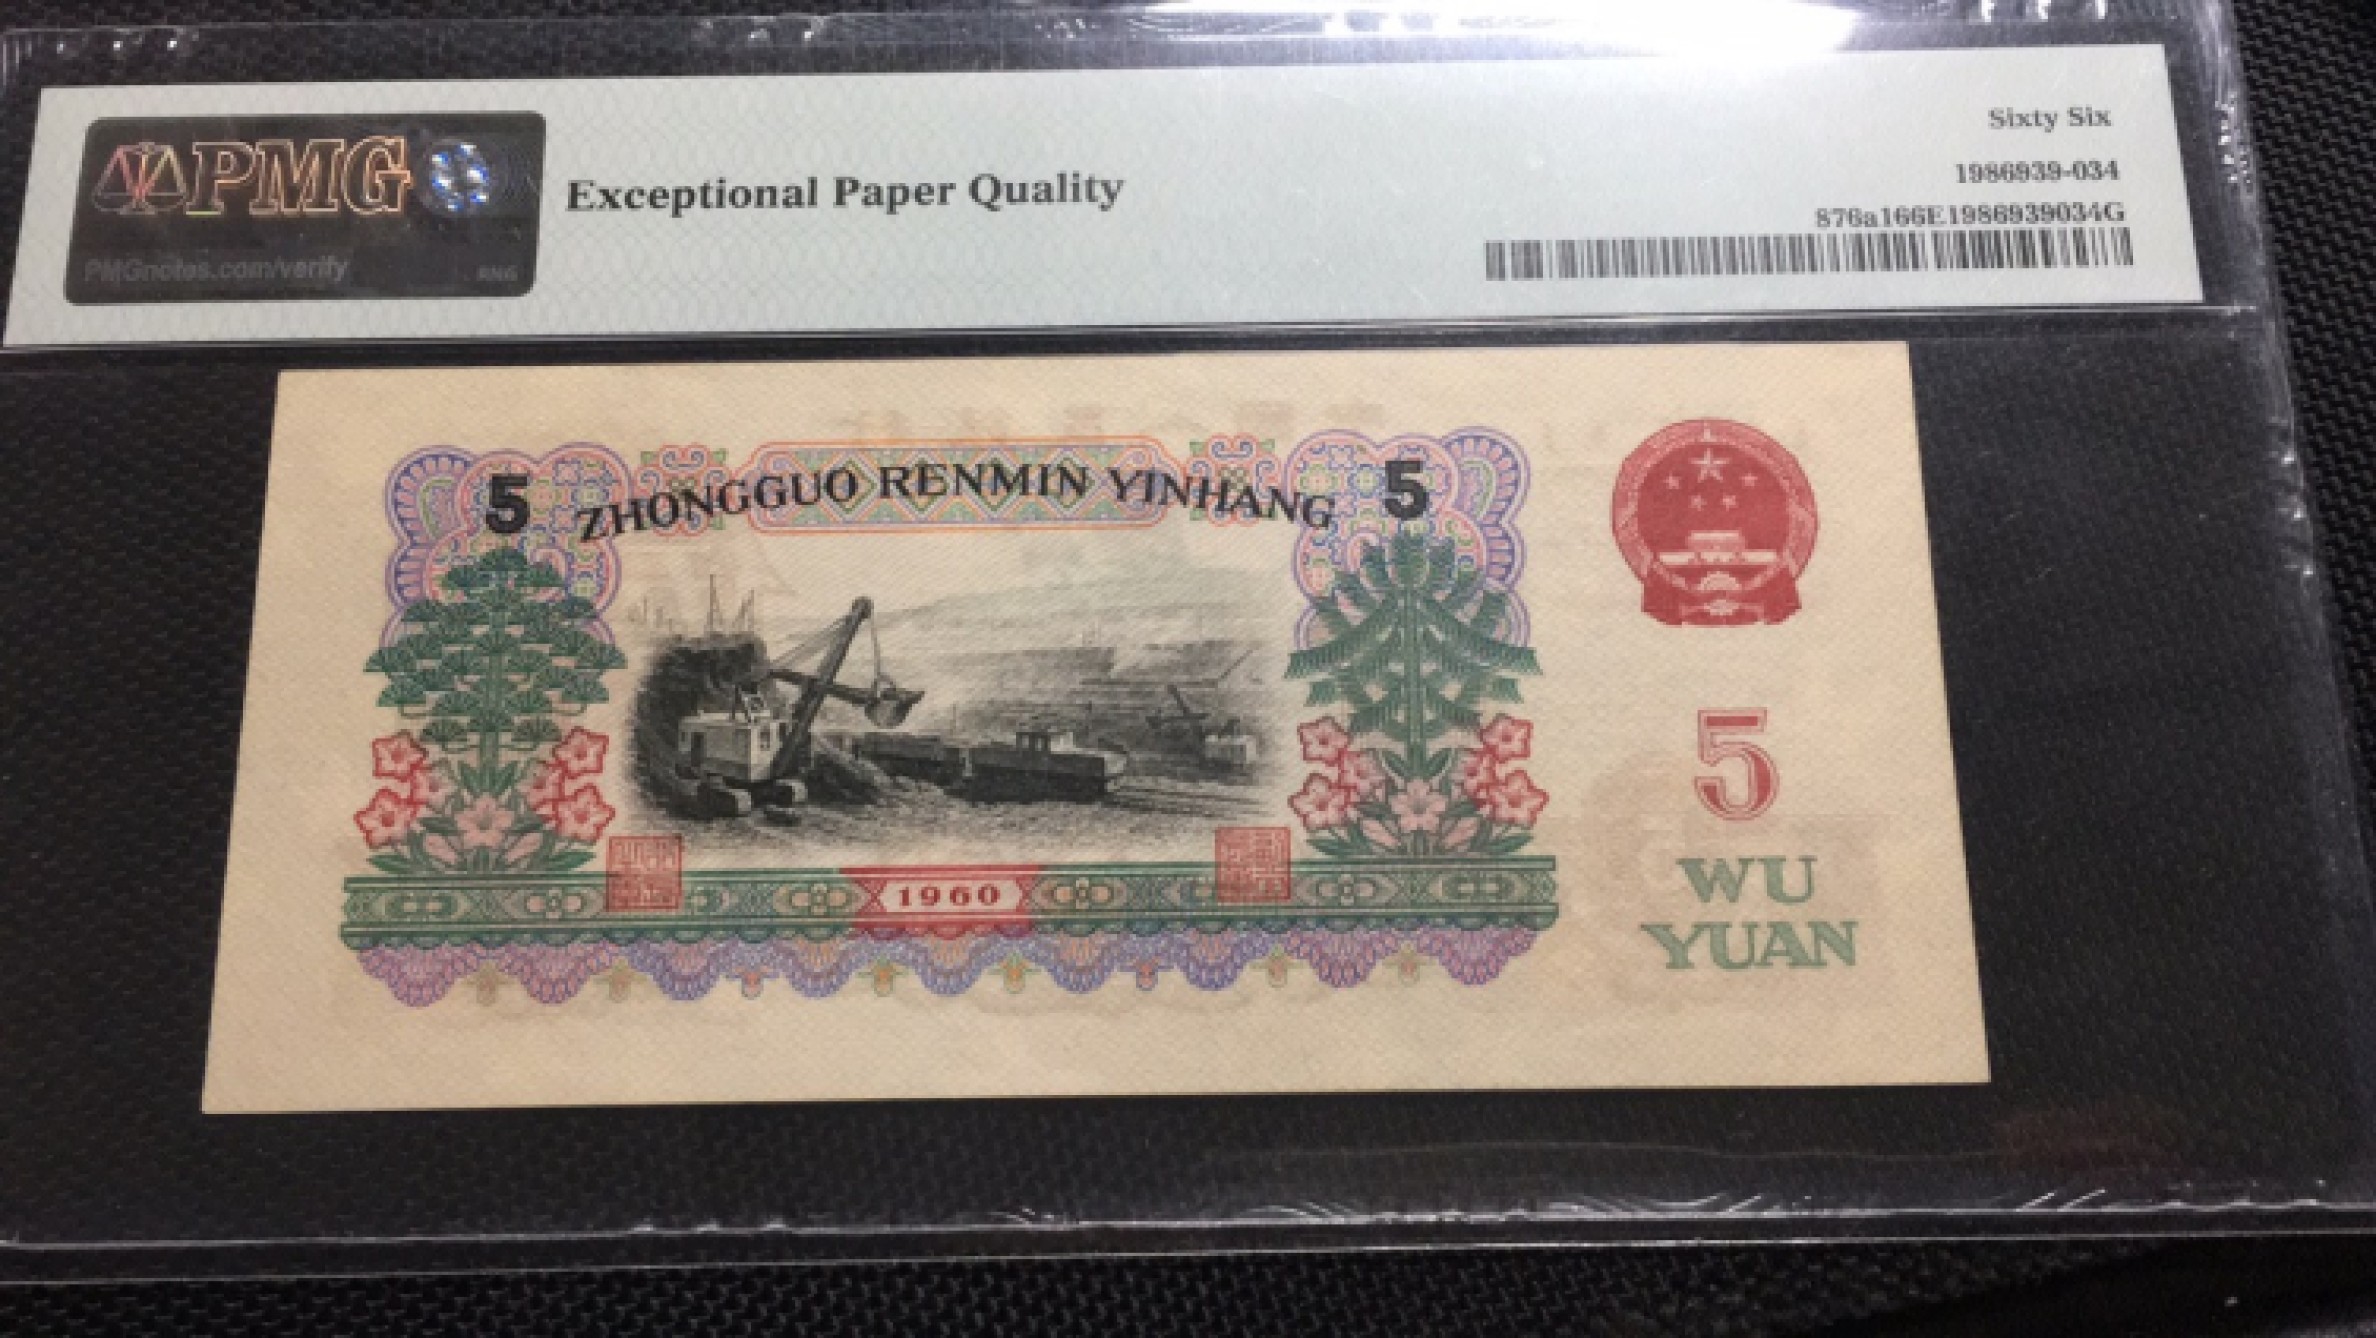 PMG
PMGnotes.com/verify
Exceptional Paper Quality
Sixty Six
1986939-034
876a166E1986939034G
5 ZHONGGUO RENMIN YINHANG 5
5
WU
YUAN
1960